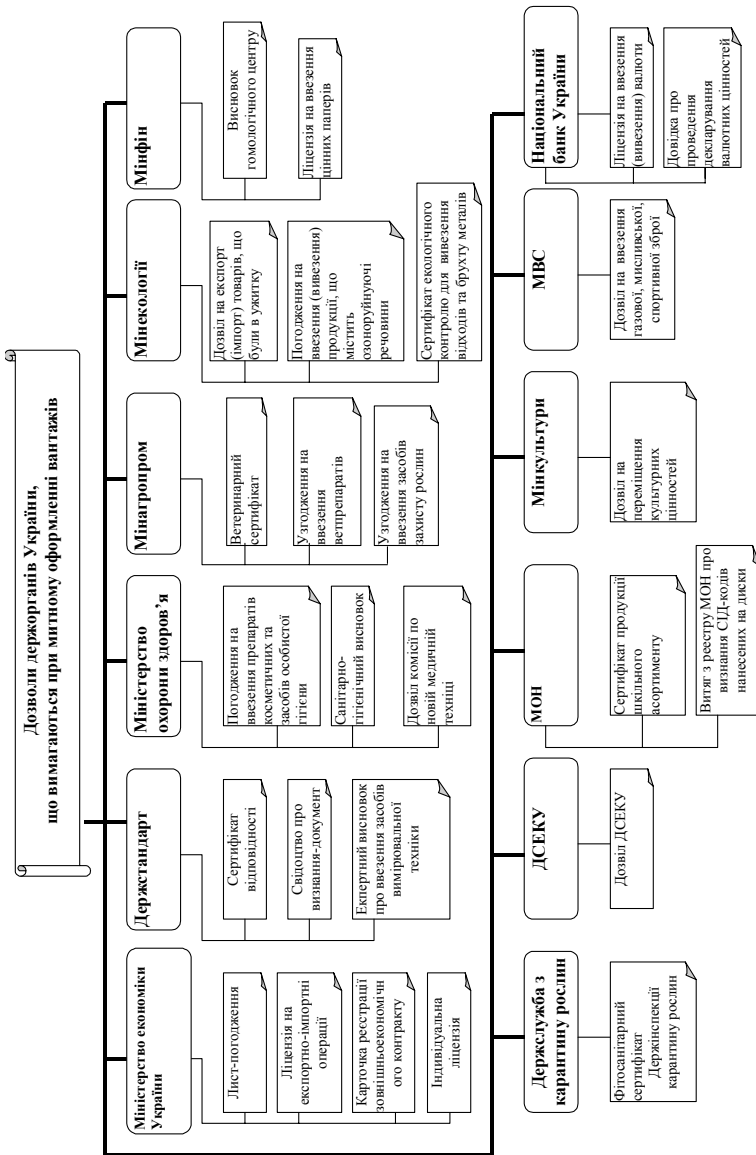 Дозволи держорганів України,
що вимагаються при митному оформленні вантажів
Міністерство економіки
України
Лист-погодження
Ліцензія на
експортно-імпортні
операції
Карточка реєстрації
зовнішньоекономічн
ого контракту
Індивідуальна
ліцензія
Держстандарт
Сертифікат
відповідності
Свідоцтво про
визнання-документ
Екпертний висновок
про ввезення засобів
вимірювальної
техніки
Міністерство
охорони здоров’я
Погодження на
ввезення препаратів
косметичних та
засобів особистої
гігієни
Санітарно-
гігієнічний висновок
Дозвіл комісії по
новій медичній
техніці
Мінагропром
Ветеринарний
сертифікат
Узгодження на
ввезення
ветпрепаратів
Узгодження на
ввезення засобів
захисту рослин
Мінекології
Дозвіл на експорт
(імпорт) товарів, що
були в ужитку
Погодження на
ввезення (вивезення)
продукції, що
містить
озоноруйнуючі
речовини
Сертифікат екологічного
контролю для вивезення
відходів та брухту металів
Мінфін
Висновок
гомологічного центру
Ліцензія на ввезення
цінних паперів
Держслужба з
карантину рослин
Фітосанітарний
сертифікат
Держінспекції
карантину рослин
ДСЕКУ
Дозвіл ДСЕКУ
МОН
Сертифікат продукції
шкільного
асортименту
Витяг з реєстру МОН про
визнання СІД-кодів
нанесених на диски
Мінкультури
Дозвіл на
переміщення
культурних
цінностей
МВС
Дозвіл на ввезення
газової, мисливської,
спортивної зброї
Національний
банк України
Ліцензія на ввезення
(вивезення) валюти
Довідка про
проведення
декларування
валютних цінностей